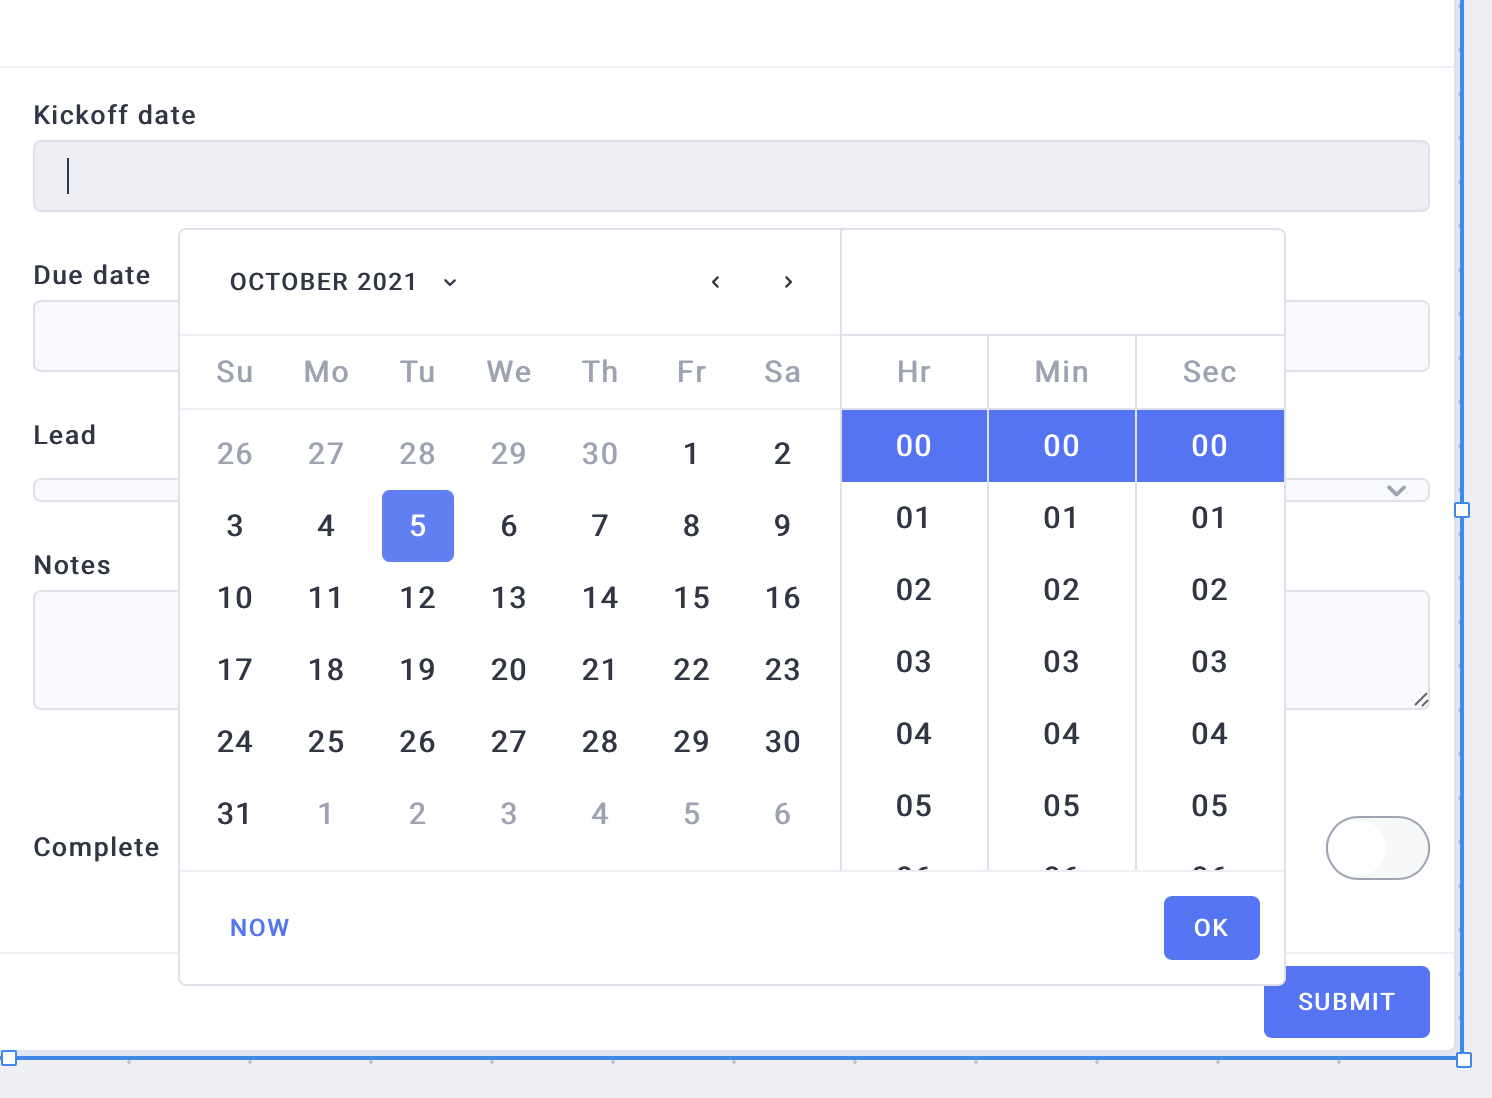 Kickoff date
Due date
OCTOBER 2021
Su Mo Tu We Th Fr Sa Hr Min Sec
Lead
26 27 28 29 30 1 2 00 00 00
3 4 5 6 7 8 9 01 01 01
Notes
10 11 12 13 14 15 16 02 02 02
17 18 19 20 21 22 23 03 03 03
24 25 26 27 28 29 30 04 04 04
31 1 2 3 4 5 6 05 05 05
Complete
NOW OK
SUBMIT